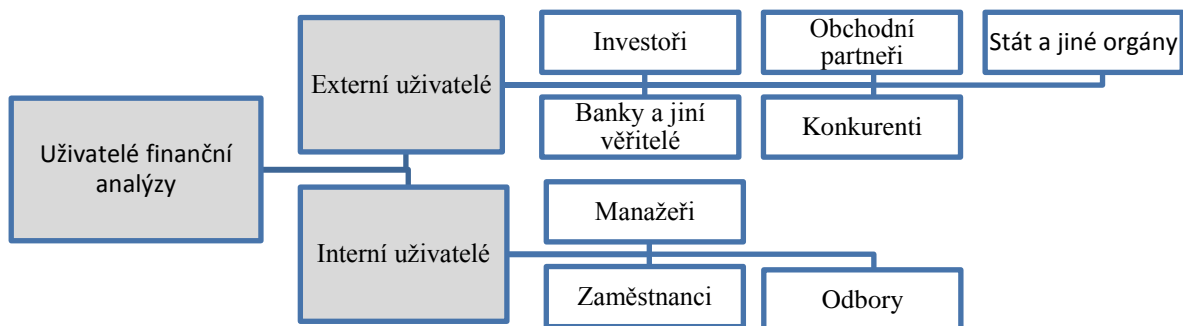 Uživatelé finanční
analýzy
Externí uživatelé
Investoři
Banky a jiní
věřitelé
Obchodní
partneři
Konkurenti
Stát a jiné orgány
Interní uživatelé
Manažeři
Zaměstnanci
Odbory